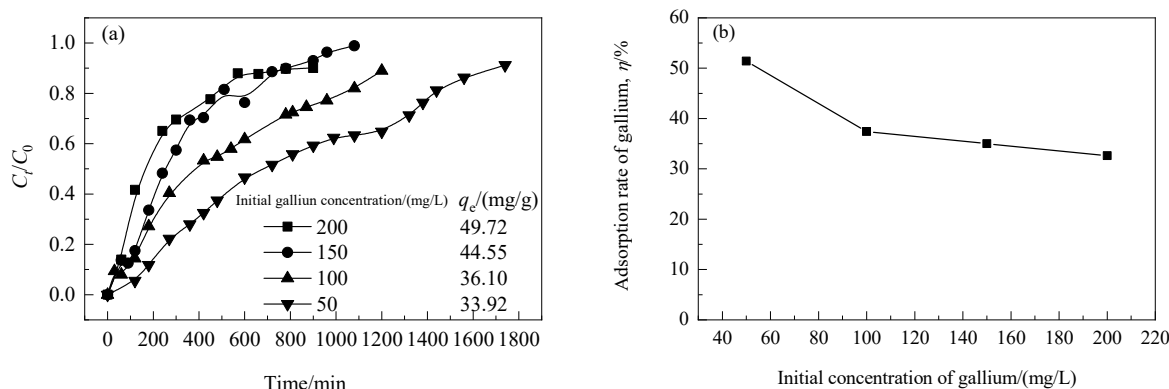 (a)
1.0
0.8
0.6
0.4
0.2
0.0
Ct/C0
Initial galliun concentration/(mg/L) qe/(mg/g)
200 49.72
150 44.55
100 36.10
50 33.92
0 200 400 600 800 1000 1200 1400 1600 1800
Time/min
(b)
60
50
40
30
20
10
0
Adsorption rate of gallium, η/%
40 60 80 100 120 140 160 180 200 220
Initial concentration of gallium/(mg/L)